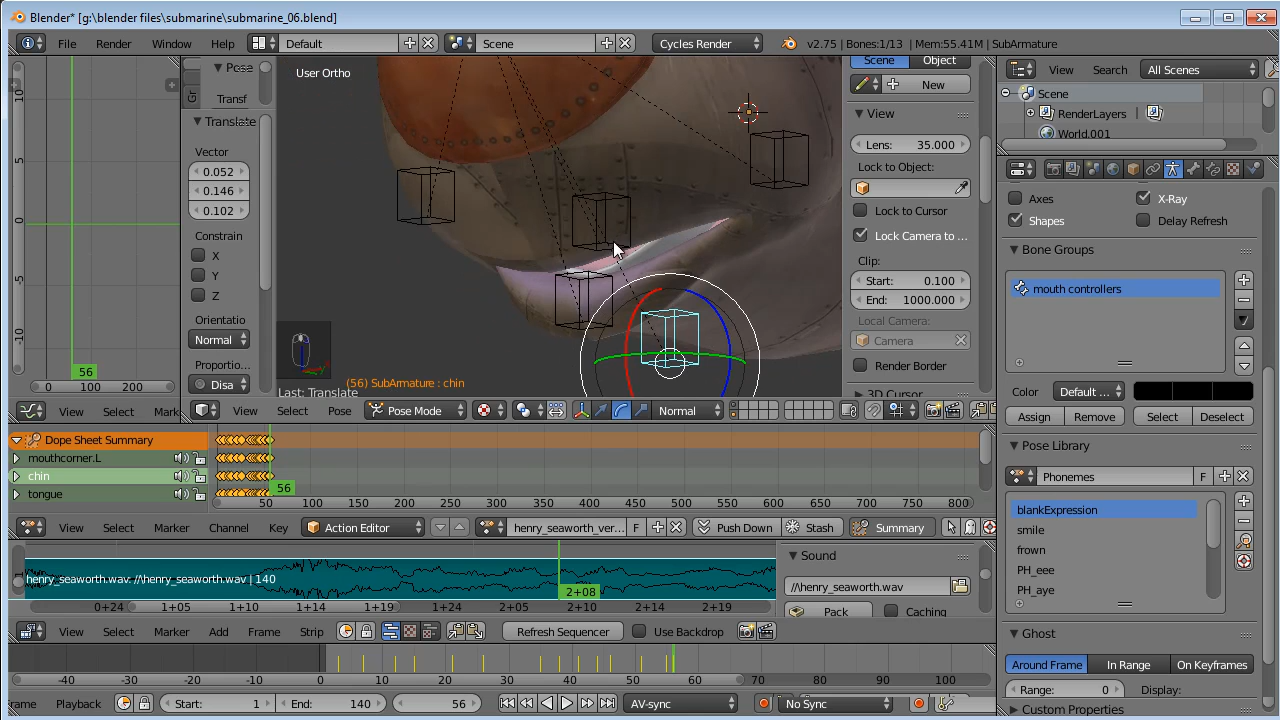 Blender* [g:\blender files\submarine\submarine_06.blend]
File Render Window Help Default Scene Cycles Render v2.75 | Bones:1/13 | Mem:55.41M | SubArmature
Pose
Transf
Gr
Translate
Vector
0.052
0.146
0.102
Constrain
X
Y
Z
Orientatio
Normal
Proportio...
Disa
10
5
0
-5
-10
56
0 100 200
View Select Mark
User Ortho
(56) SubArmature : chin
Last: Translate
View Select Pose Pose Mode Normal
Scene Object
New
View
Lens: 35.000
Lock to Object:
Lock to Cursor
Lock Camera to ...
Clip:
Start: 0.100
End: 1000.000
Local Camera:
Camera
Render Border
3D Cursor
View Search All Scenes
Scene
RenderLayers
World.001
Axes X-Ray
Shapes Delay Refresh
Bone Groups
mouth controllers
Color Default ...
Assign Remove Select Deselect
Pose Library
Phonemes F
blankExpression
smile
frown
PH_eee
PH_aye
Ghost
Around Frame In Range On Keyframes
Range: 0 Display:
Custom Properties
Dope Sheet Summary
mouthcorner.L
chin
tongue
56
50 100 150 200 250 300 350 400 450 500 550 600 650 700 750 800
View Select Marker Channel Key Action Editor henry_seaworth_ver... F Push Down Stash Summary
henry_seaworth.wav: //henry_seaworth.wav | 140
2+08
0+24 1+05 1+10 1+14 1+19 1+24 2+05 2+10 2+14 2+19
Sound
//henry_seaworth.wav
Pack Caching
View Select Marker Add Frame Strip Refresh Sequencer Use Backdrop
-40 -30 -20 -10 0 10 20 30 40 50 60 70 80 90 100
rame Playback Start: 1 End: 140 56 AV-sync No Sync